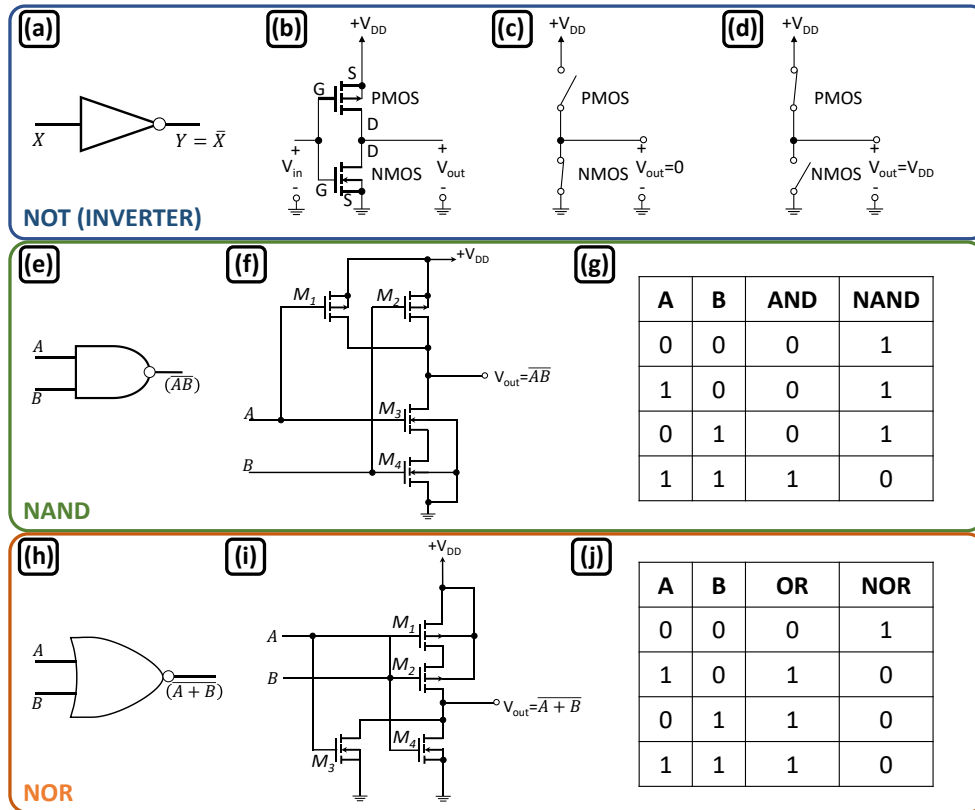 (a)
X
Y = X̄
(b)
+V_DD
S
G
PMOS
D
D
+
V_in
-
NMOS
G
S
+
V_out
-
(c)
+V_DD
PMOS
+
NMOS V_out=0
-
(d)
+V_DD
PMOS
+
NMOS V_out=V_DD
-
NOT (INVERTER)
(e)
A
B
(A̅B̅)
(f)
+V_DD
M₁
M₂
V_out=A̅B̅
A
M₃
B
M₄
(g)
A B AND NAND
0 0 0 1
1 0 0 1
0 1 0 1
1 1 1 0
NAND
(h)
A
B
(A̅ ̅+̅ ̅B̅)
(i)
+V_DD
A
M₁
B
M₂
V_out=A̅ ̅+̅ ̅B̅
M₃
M₄
(j)
A B OR NOR
0 0 0 1
1 0 1 0
0 1 1 0
1 1 1 0
NOR